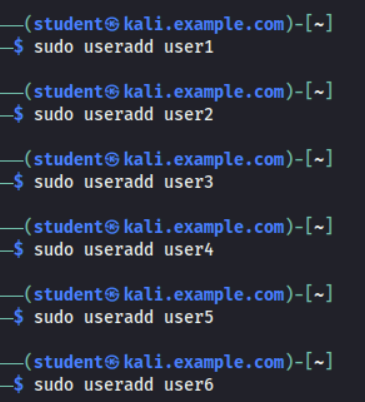 ──(student㉿kali.example.com)-[~]
─$ sudo useradd user1
──(student㉿kali.example.com)-[~]
─$ sudo useradd user2
──(student㉿kali.example.com)-[~]
─$ sudo useradd user3
──(student㉿kali.example.com)-[~]
─$ sudo useradd user4
──(student㉿kali.example.com)-[~]
─$ sudo useradd user5
──(student㉿kali.example.com)-[~]
─$ sudo useradd user6